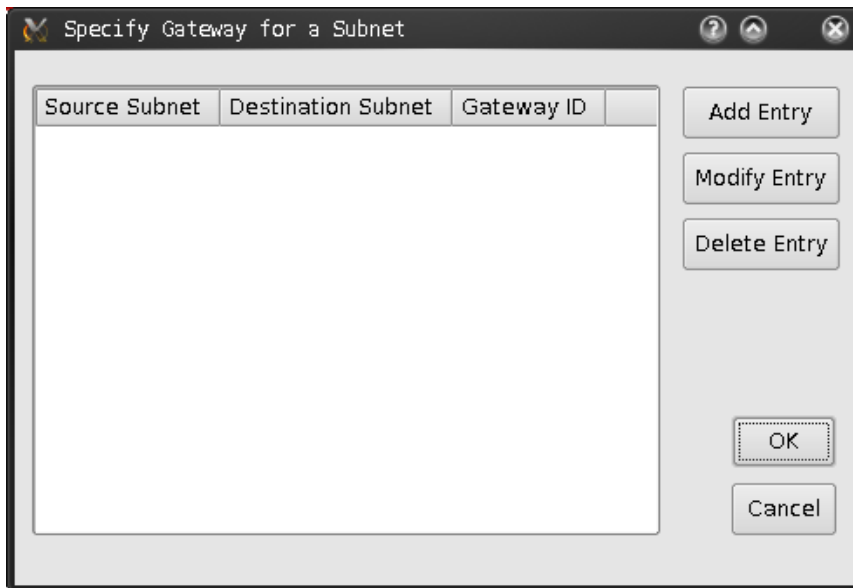 Specify Gateway for a Subnet
Source Subnet Destination Subnet Gateway ID
Add Entry
Modify Entry
Delete Entry
OK
Cancel